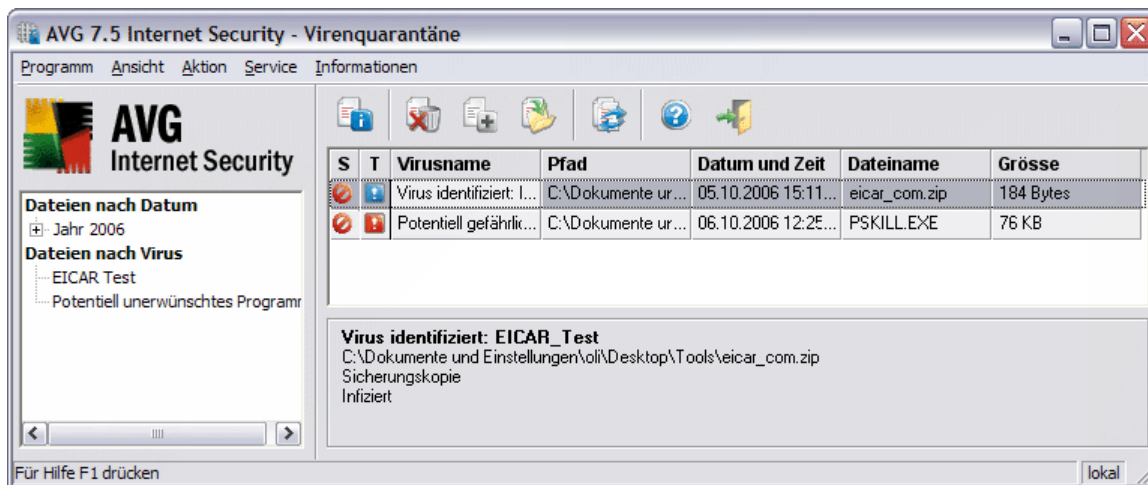 AVG 7.5 Internet Security - Virenquarantäne
Programm Ansicht Aktion Service Informationen
AVG
Internet Security
Dateien nach Datum
Jahr 2006
Dateien nach Virus
EICAR Test
Potentiell unerwünschtes Programm
S T Virusname Pfad Datum und Zeit Dateiname Grösse
Virus identifiziert: I... C:\Dokumente ur... 05.10.2006 15:11... eicar_com.zip 184 Bytes
Potentiell gefährlic... C:\Dokumente ur... 06.10.2006 12:25... PSKILL.EXE 76 KB
Virus identifiziert: EICAR_Test
C:\Dokumente und Einstellungen\oli\Desktop\Tools\eicar_com.zip
Sicherungskopie
Infiziert
Für Hilfe F1 drücken
lokal